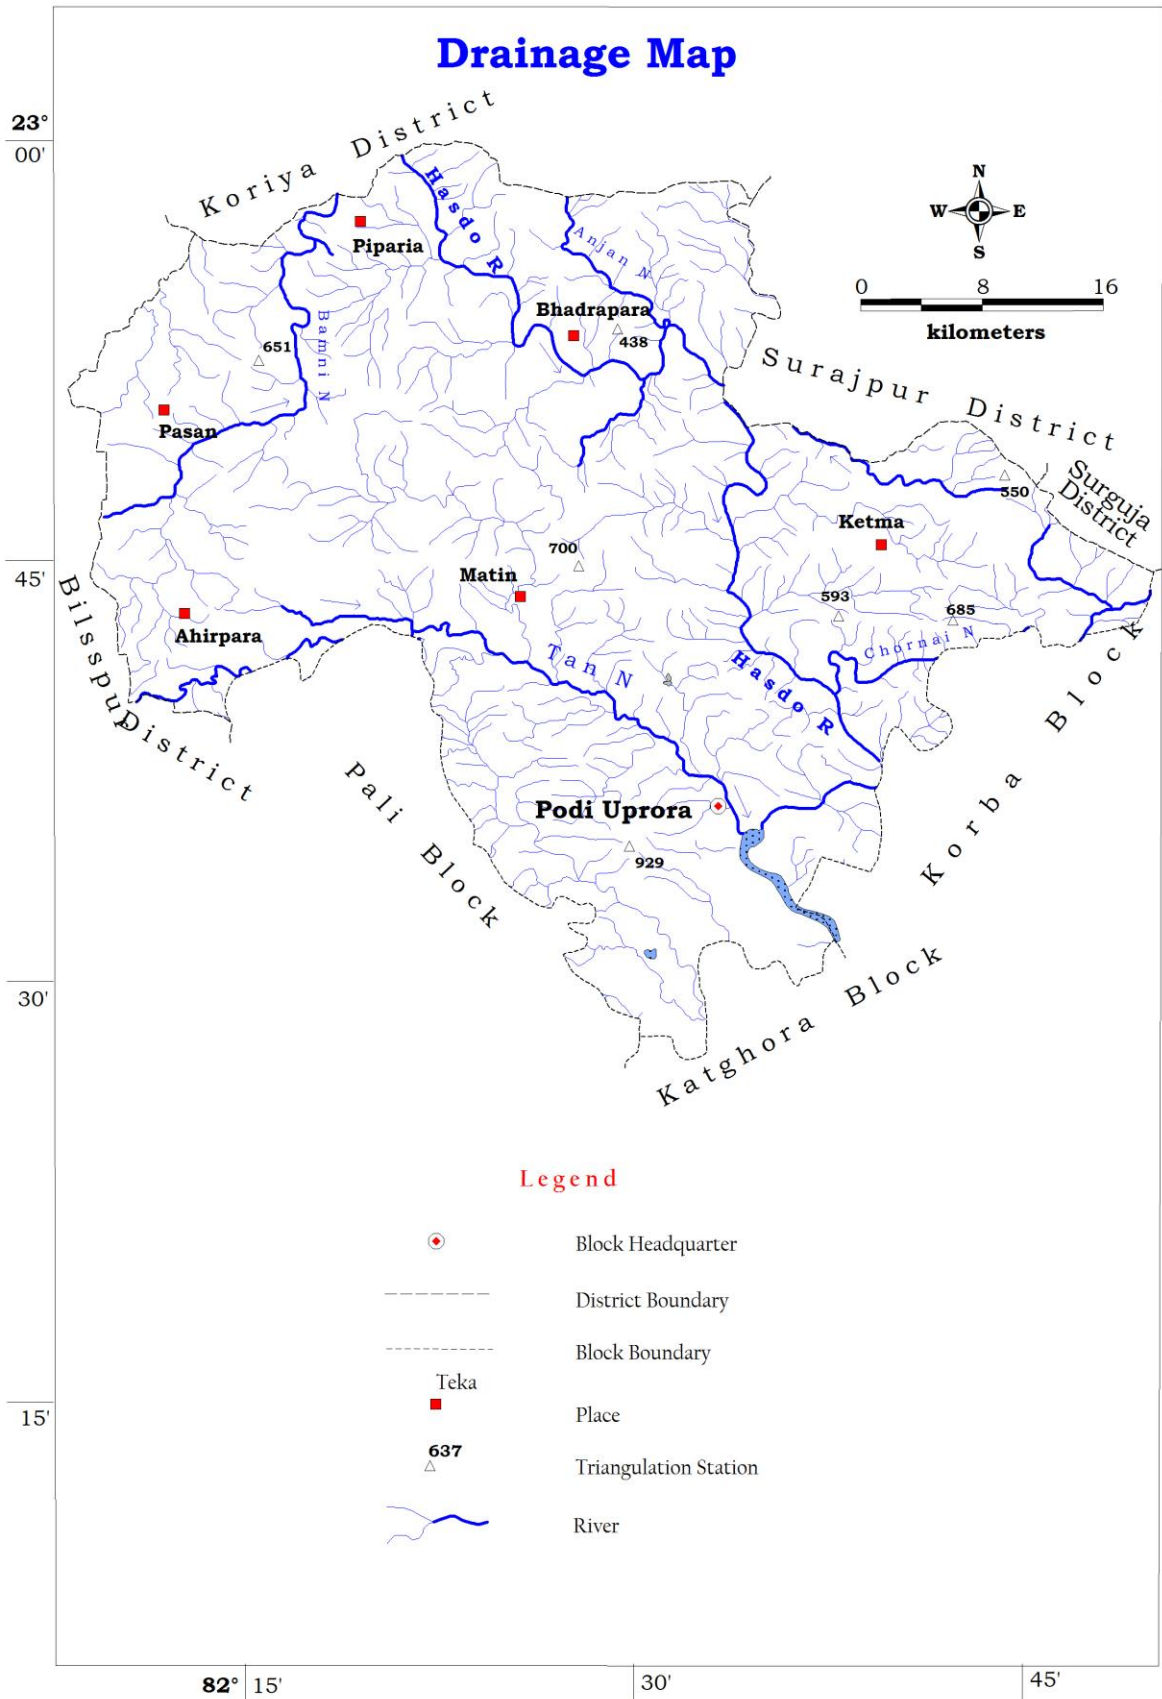 Drainage Map
23°
00'
Koriya District
N
W E
S
Hasdo R
Piparia
Anjan N
0 8 16
kilometers
Bhadrapara
438
651
Bamni N
Surajpur District
Pasan
Surguja
District
550
Ketma
700
45'
Matin
593
685
Bilsspur
District
Ahirpara
Chornai N
Tan N
Hasdo R
Korba Block
Pali Block
Podi Uprora
929
Katghora Block
30'
Legend
Block Headquarter
District Boundary
Block Boundary
Teka
Place
15'
637
Triangulation Station
River
82° 15' 30' 45'